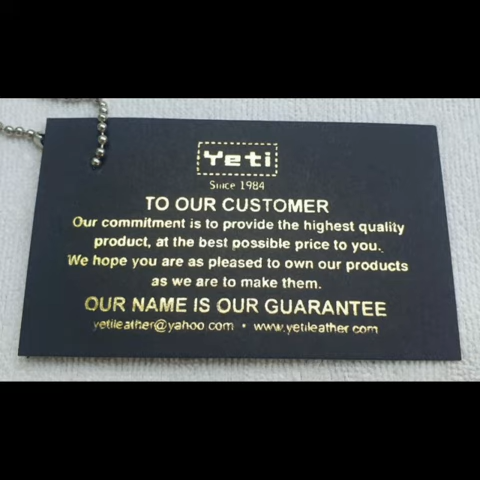 Yeti
Since 1984
TO OUR CUSTOMER
Our commitment is to provide the highest quality
product, at the best possible price to you.
We hope you are as pleased to own our products
as we are to make them.
OUR NAME IS OUR GUARANTEE
yetileather@yahoo.com • www.yetileather.com